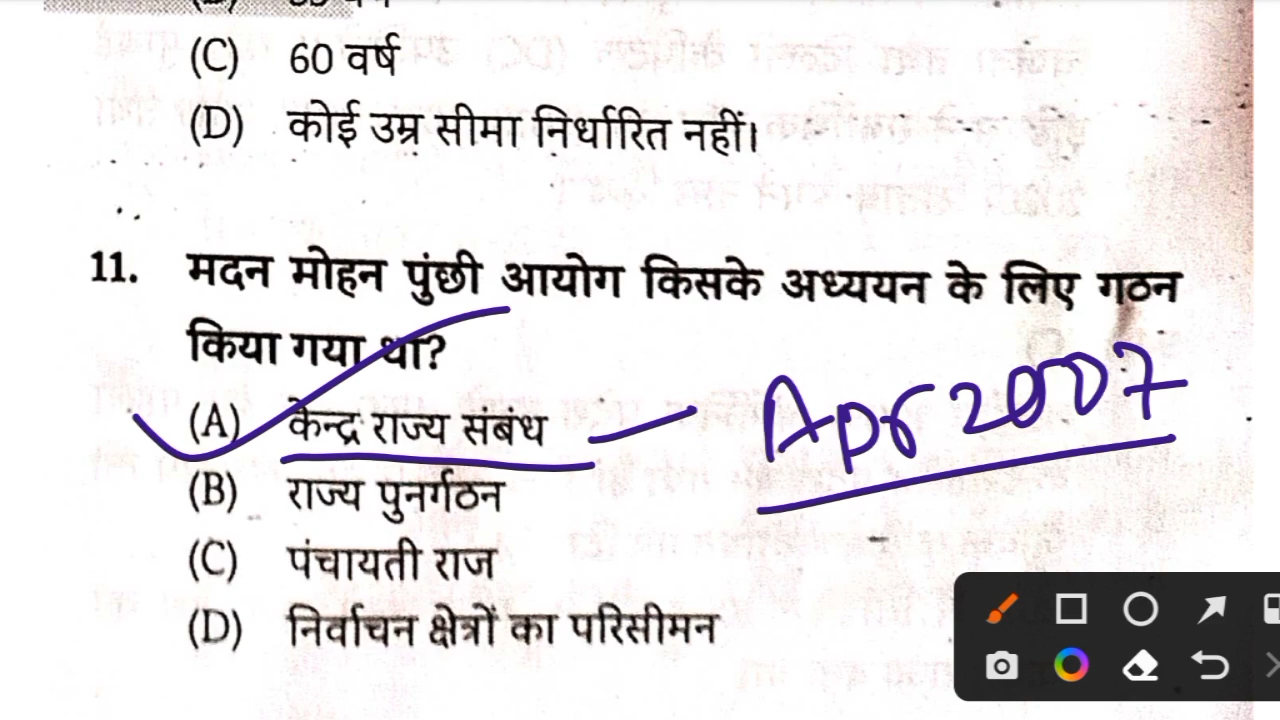 (C) 60 वर्ष
(D) कोई उम्र सीमा निर्धारित नहीं।
11. मदन मोहन पुंछी आयोग किसके अध्ययन के लिए गठन
किया गया था?
(A) केन्द्र राज्य संबंध — Apr 2007
(B) राज्य पुनर्गठन
(C) पंचायती राज
(D) निर्वाचन क्षेत्रों का परिसीमन